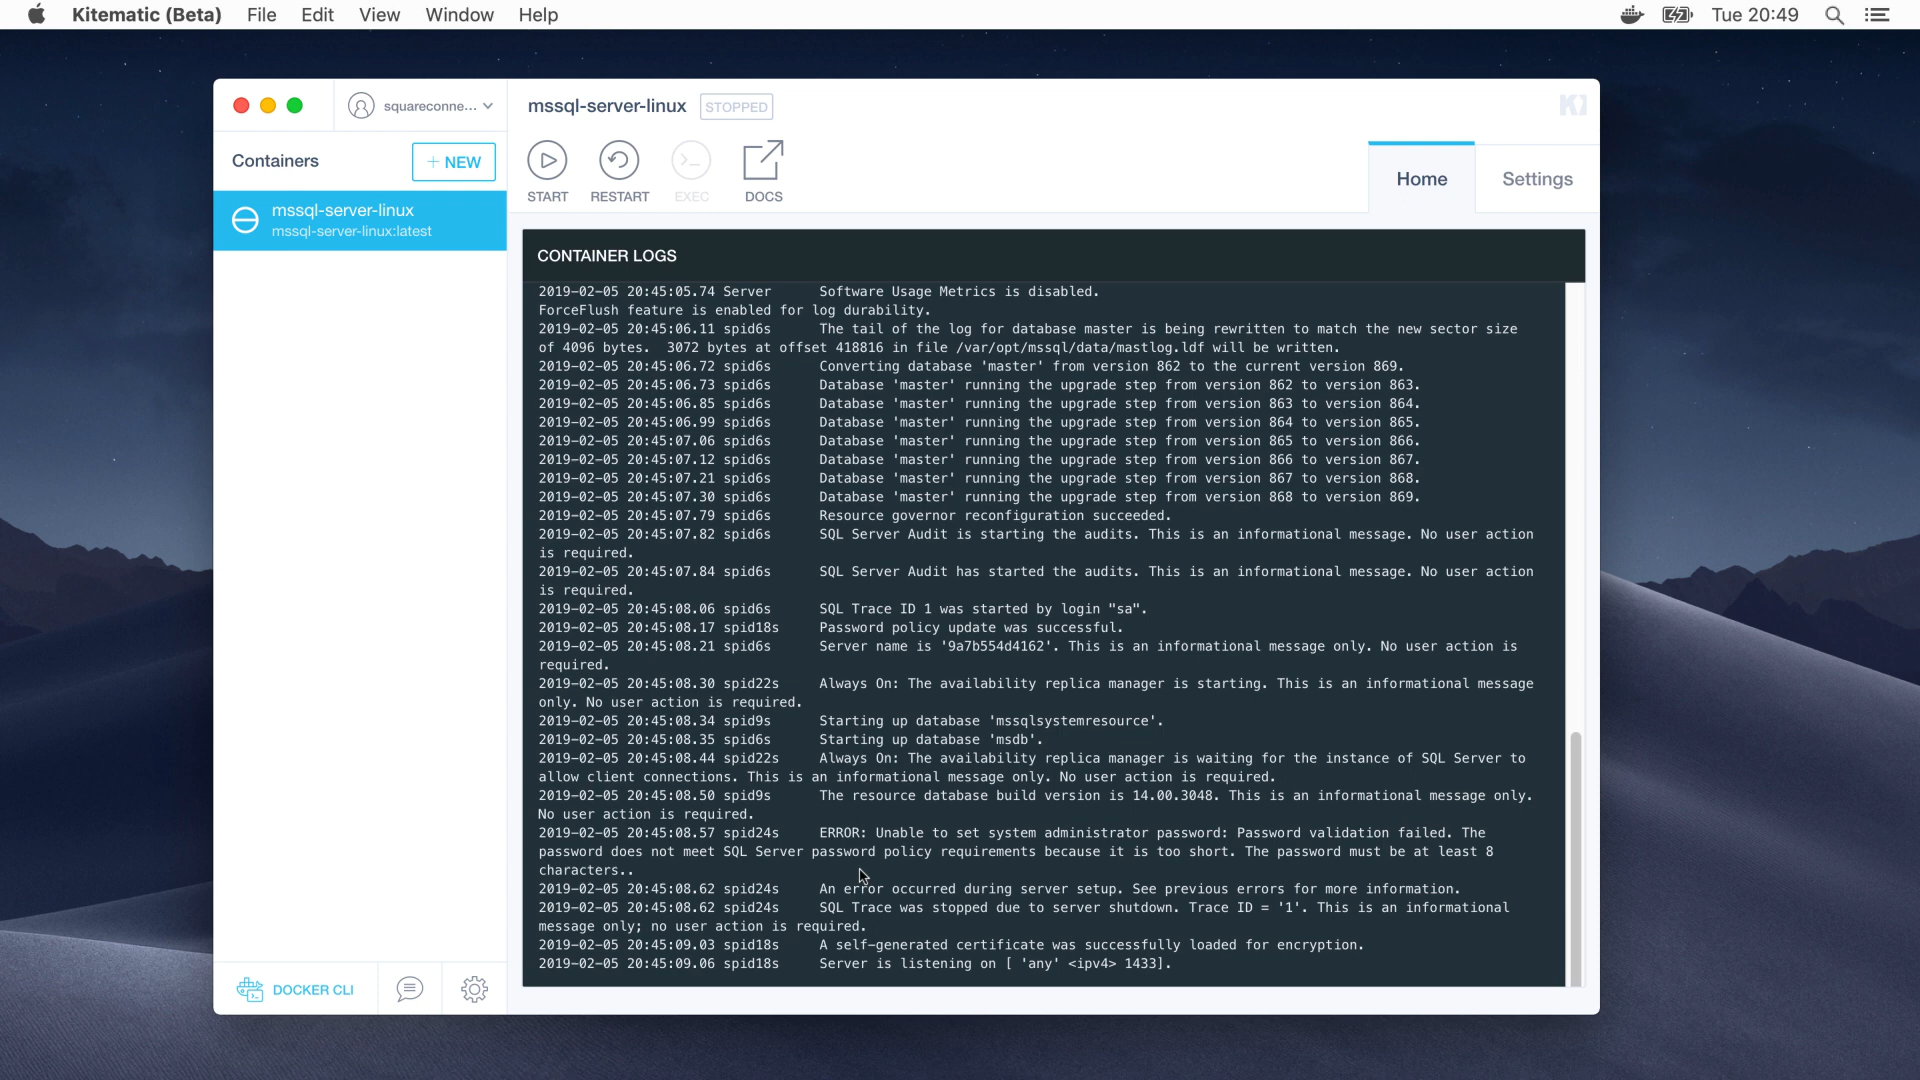 Kitematic (Beta) File Edit View Window Help Tue 20:49
squareconne...
mssql-server-linux STOPPED
Containers + NEW
START RESTART EXEC DOCS
Home Settings
mssql-server-linux
mssql-server-linux:latest
CONTAINER LOGS
2019-02-05 20:45:05.74 Server Software Usage Metrics is disabled.
ForceFlush feature is enabled for log durability.
2019-02-05 20:45:06.11 spid6s The tail of the log for database master is being rewritten to match the new sector size
of 4096 bytes. 3072 bytes at offset 418816 in file /var/opt/mssql/data/mastlog.ldf will be written.
2019-02-05 20:45:06.72 spid6s Converting database 'master' from version 862 to the current version 869.
2019-02-05 20:45:06.73 spid6s Database 'master' running the upgrade step from version 862 to version 863.
2019-02-05 20:45:06.85 spid6s Database 'master' running the upgrade step from version 863 to version 864.
2019-02-05 20:45:06.99 spid6s Database 'master' running the upgrade step from version 864 to version 865.
2019-02-05 20:45:07.06 spid6s Database 'master' running the upgrade step from version 865 to version 866.
2019-02-05 20:45:07.12 spid6s Database 'master' running the upgrade step from version 866 to version 867.
2019-02-05 20:45:07.21 spid6s Database 'master' running the upgrade step from version 867 to version 868.
2019-02-05 20:45:07.30 spid6s Database 'master' running the upgrade step from version 868 to version 869.
2019-02-05 20:45:07.79 spid6s Resource governor reconfiguration succeeded.
2019-02-05 20:45:07.82 spid6s SQL Server Audit is starting the audits. This is an informational message. No user action
is required.
2019-02-05 20:45:07.84 spid6s SQL Server Audit has started the audits. This is an informational message. No user action
is required.
2019-02-05 20:45:08.06 spid6s SQL Trace ID 1 was started by login "sa".
2019-02-05 20:45:08.17 spid18s Password policy update was successful.
2019-02-05 20:45:08.21 spid6s Server name is '9a7b554d4162'. This is an informational message only. No user action is
required.
2019-02-05 20:45:08.30 spid22s Always On: The availability replica manager is starting. This is an informational message
only. No user action is required.
2019-02-05 20:45:08.34 spid9s Starting up database 'mssqlsystemresource'.
2019-02-05 20:45:08.35 spid6s Starting up database 'msdb'.
2019-02-05 20:45:08.44 spid22s Always On: The availability replica manager is waiting for the instance of SQL Server to
allow client connections. This is an informational message only. No user action is required.
2019-02-05 20:45:08.50 spid9s The resource database build version is 14.00.3048. This is an informational message only.
No user action is required.
2019-02-05 20:45:08.57 spid24s ERROR: Unable to set system administrator password: Password validation failed. The
password does not meet SQL Server password policy requirements because it is too short. The password must be at least 8
characters..
2019-02-05 20:45:08.62 spid24s An error occurred during server setup. See previous errors for more information.
2019-02-05 20:45:08.62 spid24s SQL Trace was stopped due to server shutdown. Trace ID = '1'. This is an informational
message only; no user action is required.
2019-02-05 20:45:09.03 spid18s A self-generated certificate was successfully loaded for encryption.
2019-02-05 20:45:09.06 spid18s Server is listening on [ 'any' <ipv4> 1433].
DOCKER CLI